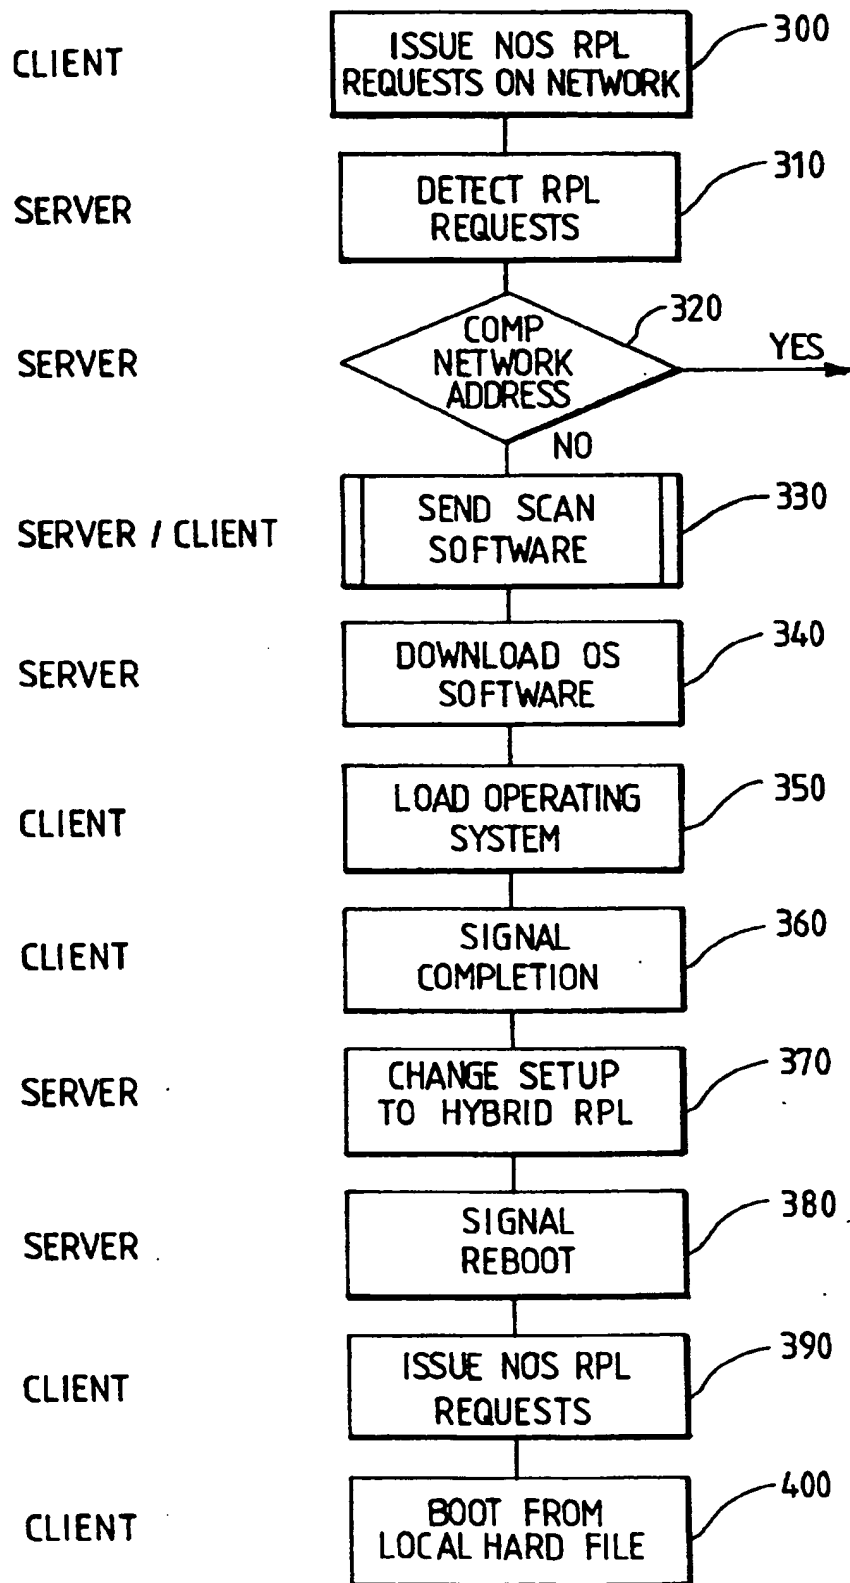 CLIENT
ISSUE NOS RPL
REQUESTS ON NETWORK
300
SERVER
DETECT RPL
REQUESTS
310
SERVER
COMP
NETWORK
ADDRESS
320
YES
NO
SERVER / CLIENT
SEND SCAN
SOFTWARE
330
SERVER
DOWNLOAD OS
SOFTWARE
340
CLIENT
LOAD OPERATING
SYSTEM
350
CLIENT
SIGNAL
COMPLETION
360
SERVER
CHANGE SETUP
TO HYBRID RPL
370
SERVER
SIGNAL
REBOOT
380
CLIENT
ISSUE NOS RPL
REQUESTS
390
CLIENT
BOOT FROM
LOCAL HARD FILE
400